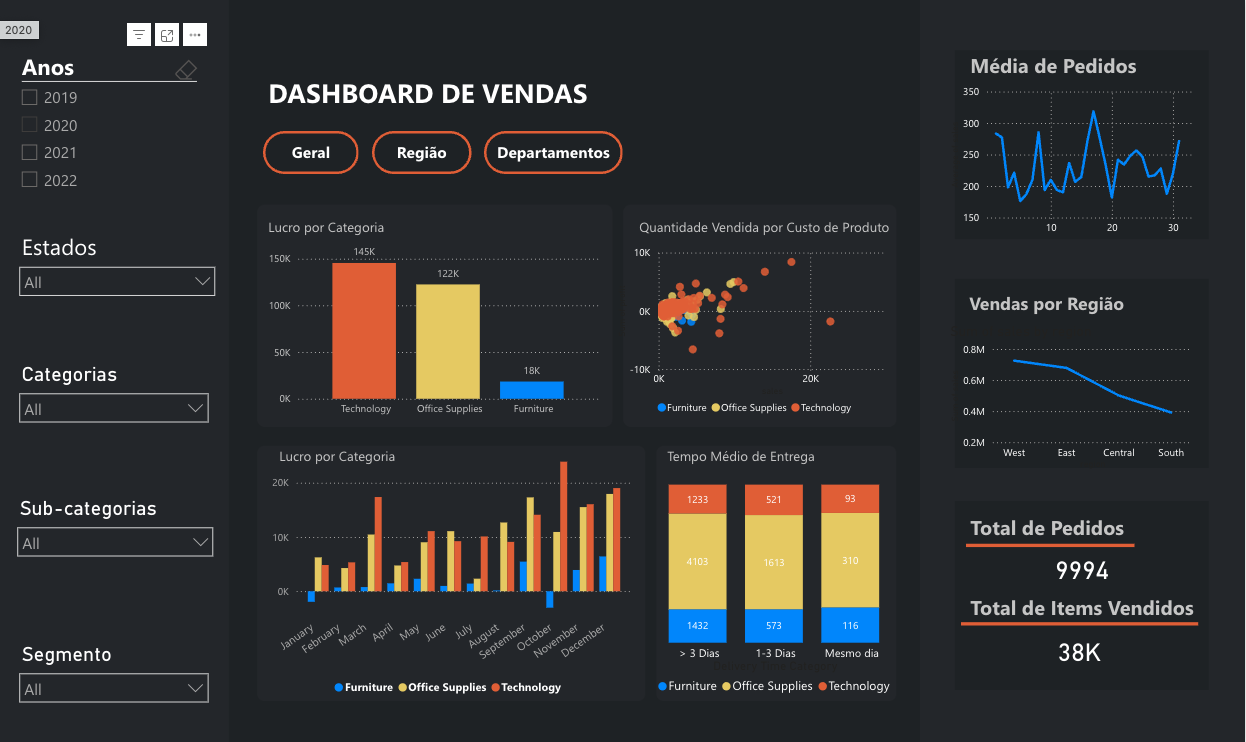 2020
Anos
2019
2020
2021
2022
Estados
All
Categorias
All
Sub-categorias
All
Segmento
All
DASHBOARD DE VENDAS
Geral
Região
Departamentos
Lucro por Categoria
150K
100K
50K
0K
145K
122K
18K
Technology
Office Supplies
Furniture
Quantidade Vendida por Custo de Produto
10K
0K
-10K
0K
20K
Furniture Office Supplies Technology
Lucro por Categoria
20K
10K
0K
January
February
March
April
May
June
July
August
September
October
November
December
Furniture Office Supplies Technology
Tempo Médio de Entrega
1233 521 93
4103 1613 310
1432 573 116
> 3 Dias 1-3 Dias Mesmo dia
Furniture Office Supplies Technology
Média de Pedidos
350
300
250
200
150
10 20 30
Vendas por Região
0.8M
0.6M
0.4M
0.2M
West East Central South
Total de Pedidos
9994
Total de Items Vendidos
38K